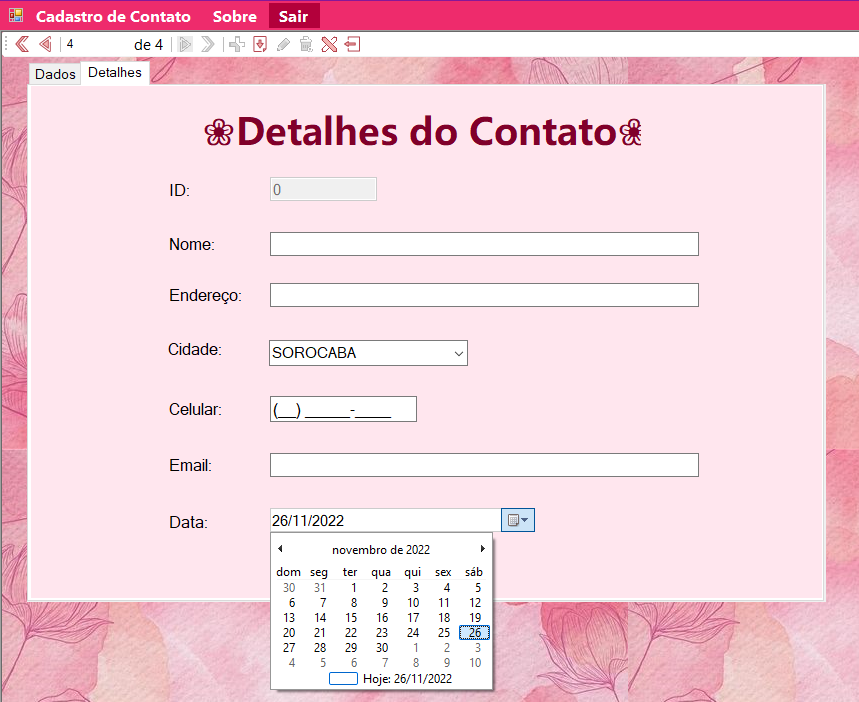 Cadastro de Contato Sobre Sair
4 de 4
Dados Detalhes
❀Detalhes do Contato❀
ID: 0
Nome:
Endereço:
Cidade: SOROCABA
Celular: (__) _____-____
Email:
Data: 26/11/2022
novembro de 2022
dom seg ter qua qui sex sáb
30 31 1 2 3 4 5
6 7 8 9 10 11 12
13 14 15 16 17 18 19
20 21 22 23 24 25 26
27 28 29 30 1 2 3
4 5 6 7 8 9 10
Hoje: 26/11/2022